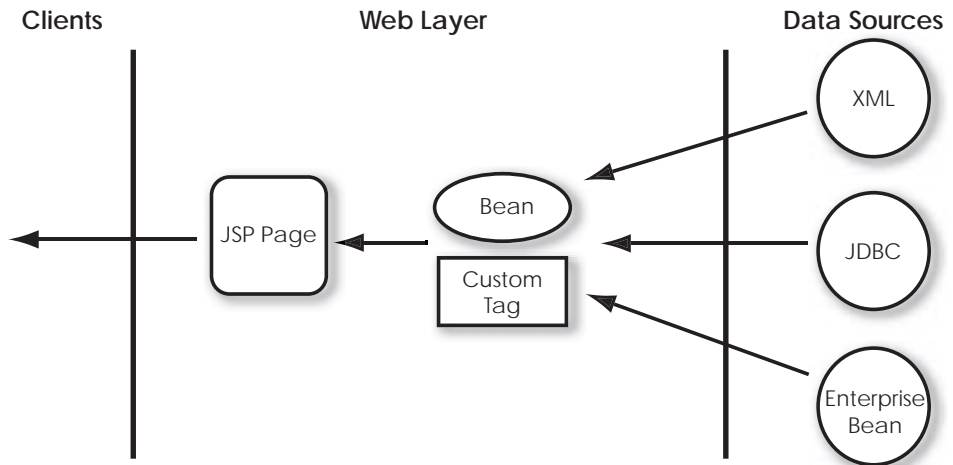 Clients
Web Layer
Data Sources
XML
JSP Page
Bean
JDBC
Custom
Tag
Enterprise
Bean